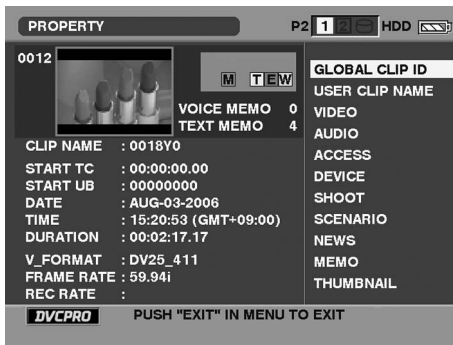 PROPERTY
P2 1 2 HDD
0012
M T E W
VOICE MEMO 0
TEXT MEMO 4
CLIP NAME : 0018Y0
START TC : 00:00:00.00
START UB : 00000000
DATE : AUG-03-2006
TIME : 15:20:53 (GMT+09:00)
DURATION : 00:02:17.17
V_FORMAT : DV25_411
FRAME RATE : 59.94i
REC RATE :
GLOBAL CLIP ID
USER CLIP NAME
VIDEO
AUDIO
ACCESS
DEVICE
SHOOT
SCENARIO
NEWS
MEMO
THUMBNAIL
DVCPRO PUSH "EXIT" IN MENU TO EXIT